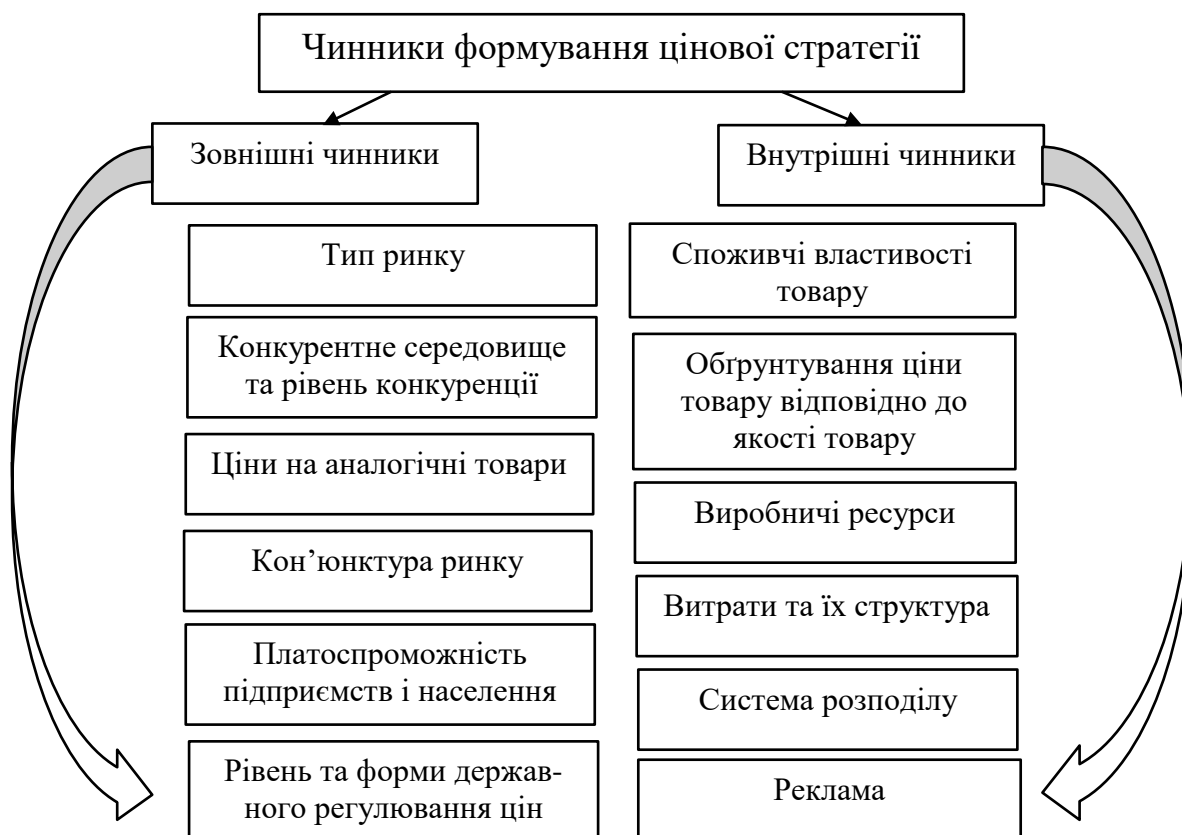 Чинники формування цінової стратегії
Зовнішні чинники
Внутрішні чинники
Тип ринку
Конкурентне середовище
та рівень конкуренції
Ціни на аналогічні товари
Кон’юнктура ринку
Платоспроможність
підприємств і населення
Рівень та форми держав-
ного регулювання цін
Споживчі властивості
товару
Обґрунтування ціни
товару відповідно до
якості товару
Виробничі ресурси
Витрати та їх структура
Система розподілу
Реклама